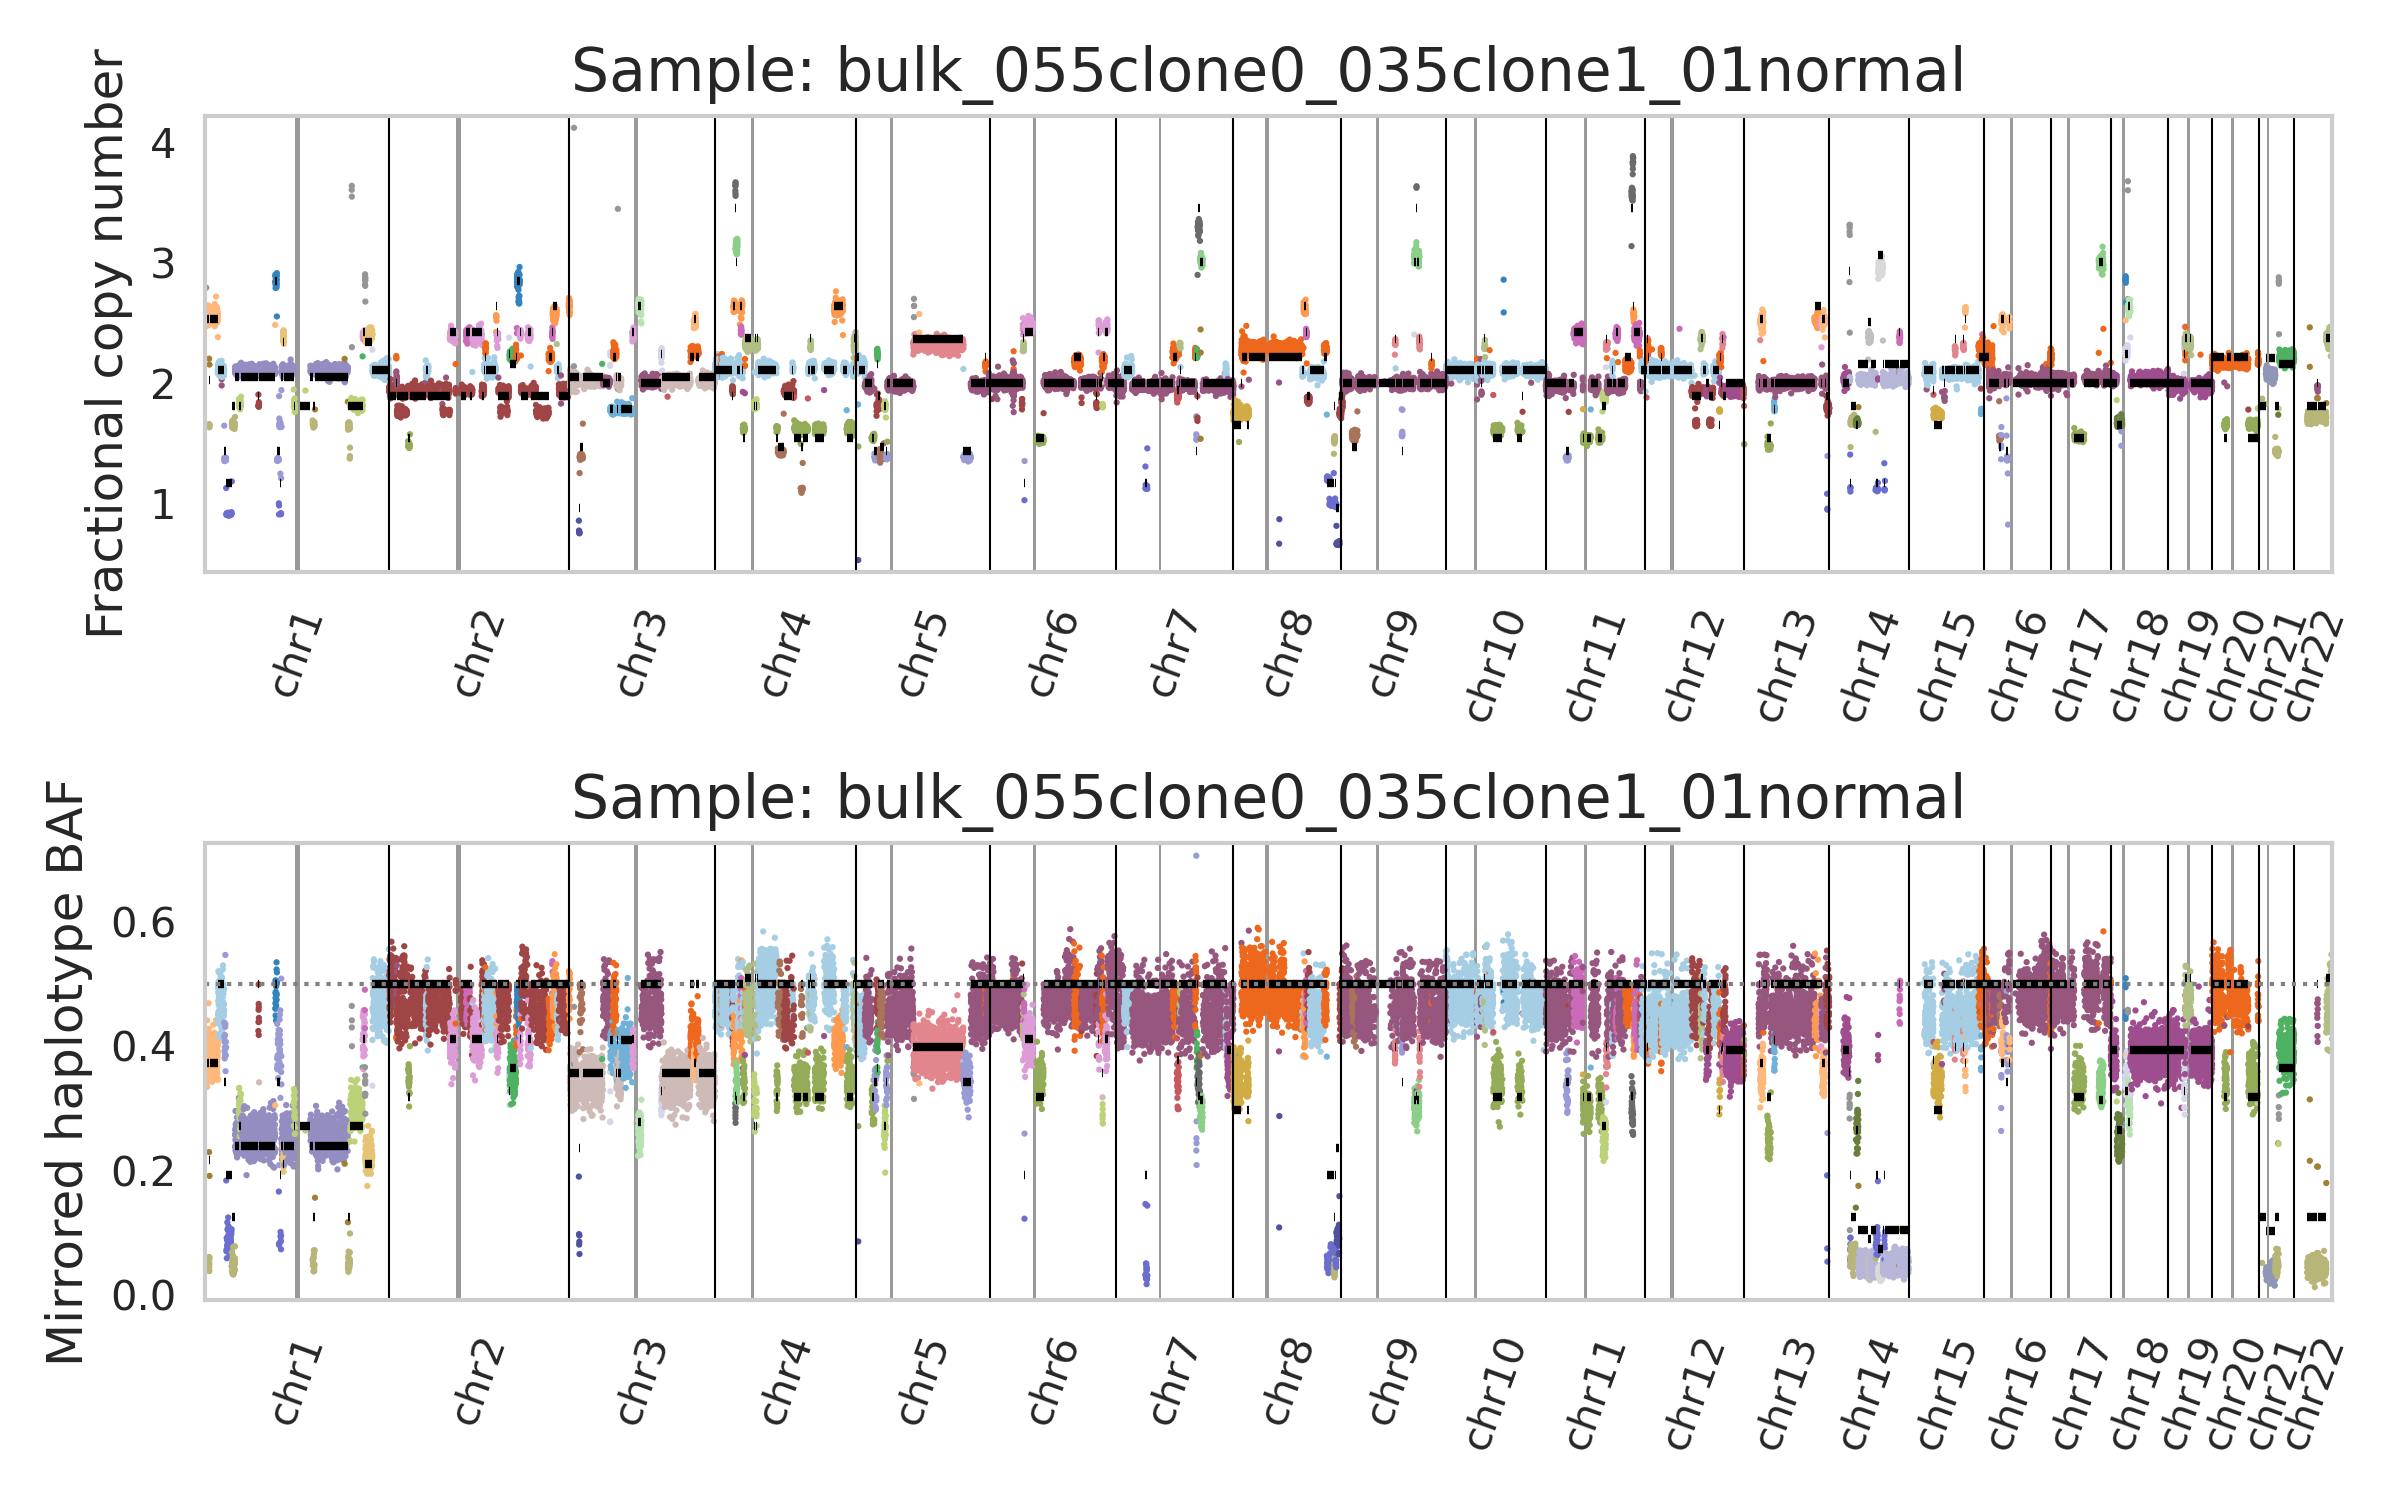 Sample: bulk_055clone0_035clone1_01normal
Fractional copy number
4
3
2
1
chr1 chr2 chr3 chr4 chr5 chr6 chr7 chr8 chr9 chr10 chr11 chr12 chr13 chr14 chr15 chr16 chr17 chr18 chr19 chr20 chr21 chr22
Sample: bulk_055clone0_035clone1_01normal
Mirrored haplotype BAF
0.6
0.4
0.2
0.0
chr1 chr2 chr3 chr4 chr5 chr6 chr7 chr8 chr9 chr10 chr11 chr12 chr13 chr14 chr15 chr16 chr17 chr18 chr19 chr20 chr21 chr22